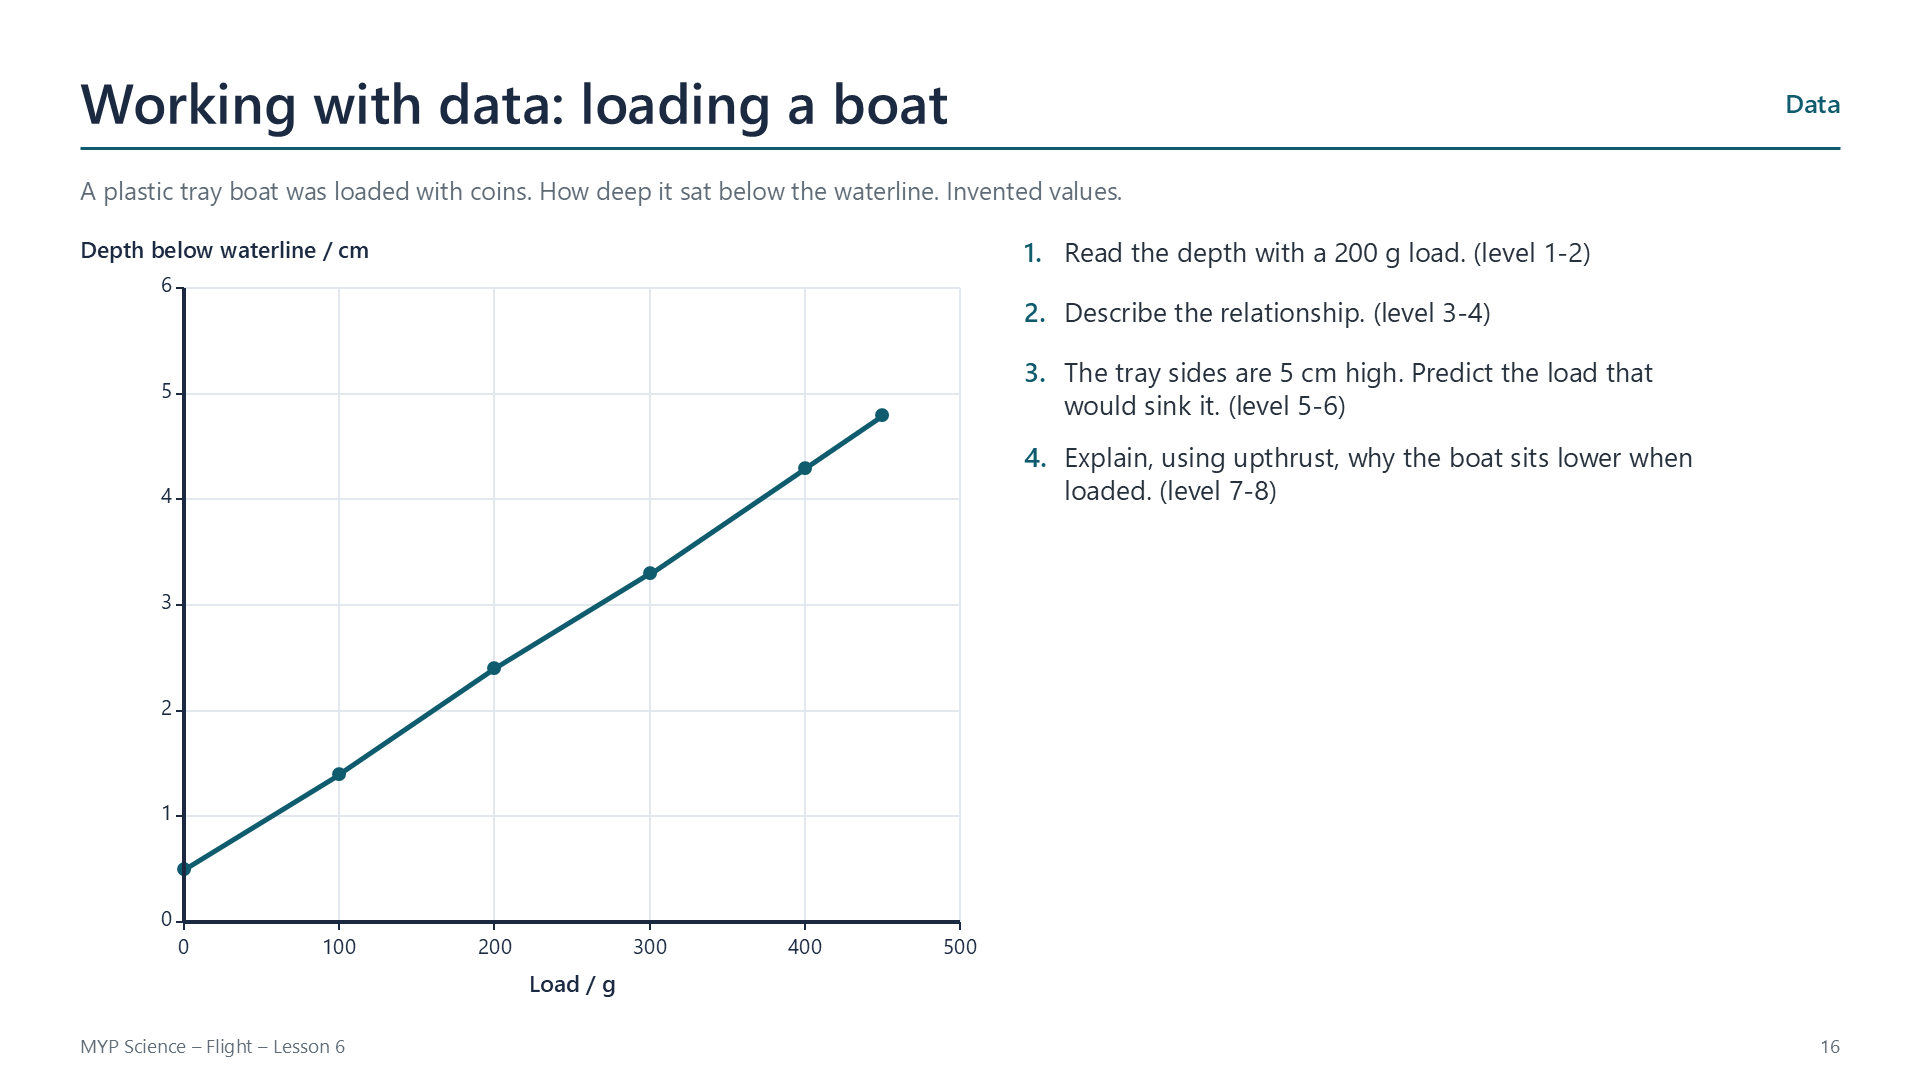 Working with data: loading a boat
Data
A plastic tray boat was loaded with coins. How deep it sat below the waterline. Invented values.
Depth below waterline / cm
6
5
4
3
2
1
0
0 100 200 300 400 500
Load / g
1. Read the depth with a 200 g load. (level 1-2)
2. Describe the relationship. (level 3-4)
3. The tray sides are 5 cm high. Predict the load that
would sink it. (level 5-6)
4. Explain, using upthrust, why the boat sits lower when
loaded. (level 7-8)
MYP Science – Flight – Lesson 6
16